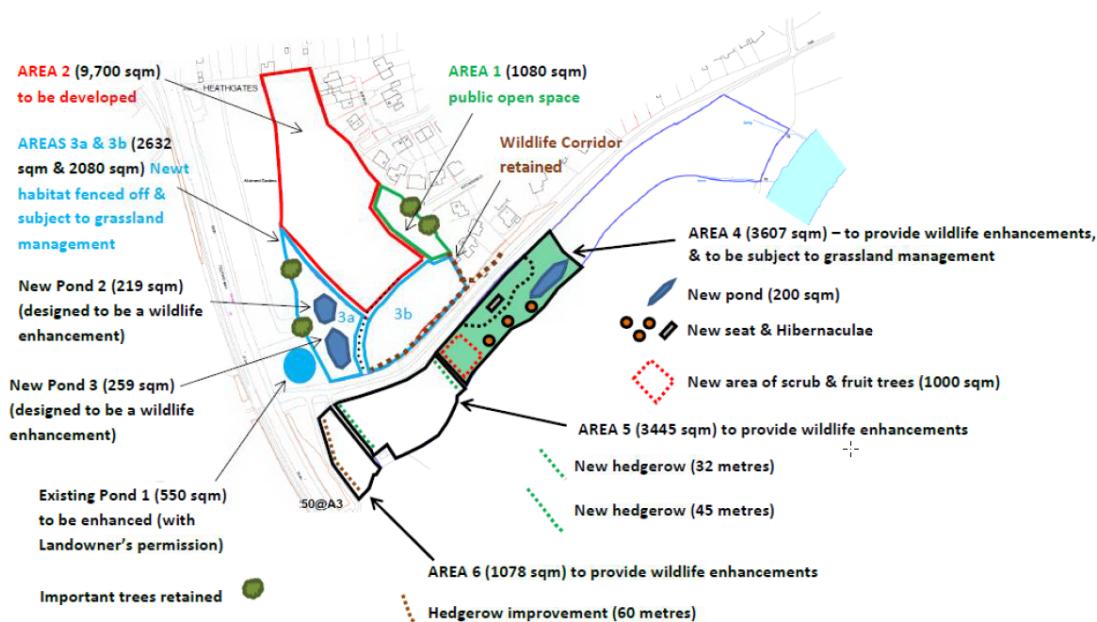 AREA 2 (9,700 sqm)
to be developed
HEATHGATES
AREA 1 (1080 sqm)
public open space
AREAS 3a & 3b (2632
sqm & 2080 sqm) Newt
habitat fenced off &
subject to grassland
management
Wildlife Corridor
retained
AREA 4 (3607 sqm) – to provide wildlife enhancements,
& to be subject to grassland management
New Pond 2 (219 sqm)
(designed to be a wildlife
enhancement)
3a
3b
New pond (200 sqm)
New seat & Hibernaculae
New Pond 3 (259 sqm)
(designed to be a wildlife
enhancement)
New area of scrub & fruit trees (1000 sqm)
AREA 5 (3445 sqm) to provide wildlife enhancements
New hedgerow (32 metres)
Existing Pond 1 (550 sqm)
to be enhanced (with
Landowner's permission)
50@A3
New hedgerow (45 metres)
AREA 6 (1078 sqm) to provide wildlife enhancements
Important trees retained
Hedgerow improvement (60 metres)